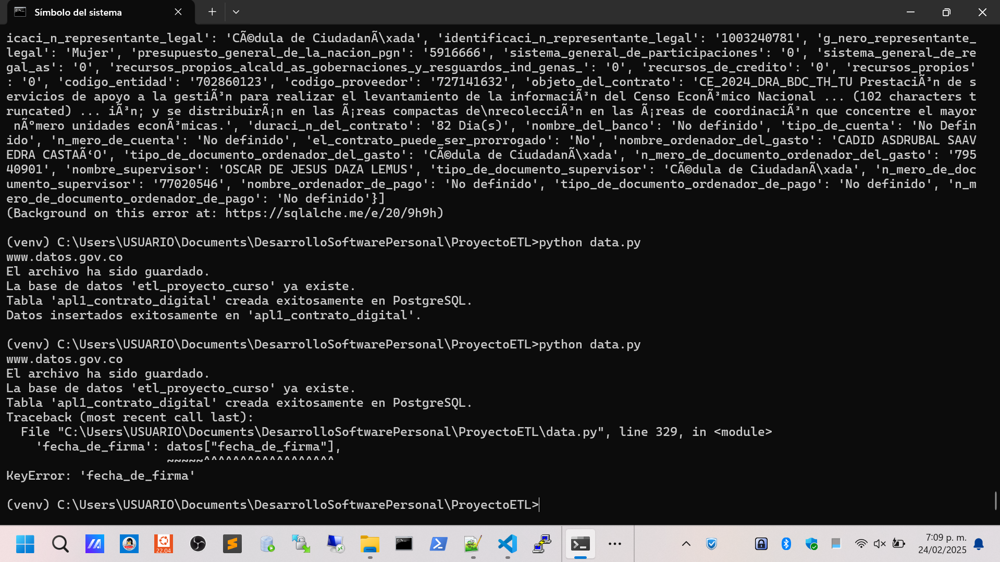 Símbolo del sistema
icaci_n_representante_legal': 'CÃ©dula de CiudadanÃ\xada', 'identificaci_n_representante_legal': '1003240781', 'g_nero_representante_
legal': 'Mujer', 'presupuesto_general_de_la_nacion_pgn': '5916666', 'sistema_general_de_participaciones': '0', 'sistema_general_de_re
gal_as': '0', 'recursos_propios_alcald_as_gobernaciones_y_resguardos_ind_genas_': '0', 'recursos_de_credito': '0', 'recursos_propios'
: '0', 'codigo_entidad': '702860123', 'codigo_proveedor': '727141632', 'objeto_del_contrato': 'CE_2024_DRA_BDC_TH_TU PrestaciÃ³n de s
ervicios de apoyo a la gestiÃ³n para realizar el levantamiento de la informaciÃ³n del Censo EconÃ³mico Nacional ... (102 characters t
runcated) ... iÃ³n; y se distribuirÃ¡n en las Ã¡reas compactas de\nrecolecciÃ³n en las Ã¡reas de coordinaciÃ³n que concentre el mayor
 nÃºmero unidades econÃ³micas.', 'duraci_n_del_contrato': '82 Dia(s)', 'nombre_del_banco': 'No definido', 'tipo_de_cuenta': 'No Defin
ido', 'n_mero_de_cuenta': 'No definido', 'el_contrato_puede_ser_prorrogado': 'No', 'nombre_ordenador_del_gasto': 'CADID ASDRUBAL SAAV
EDRA CASTAÃ‘O', 'tipo_de_documento_ordenador_del_gasto': 'CÃ©dula de CiudadanÃ\xada', 'n_mero_de_documento_ordenador_del_gasto': '795
40901', 'nombre_supervisor': 'OSCAR DE JESUS DAZA LEMUS', 'tipo_de_documento_supervisor': 'CÃ©dula de CiudadanÃ\xada', 'n_mero_de_doc
umento_supervisor': '77020546', 'nombre_ordenador_de_pago': 'No definido', 'tipo_de_documento_ordenador_de_pago': 'No definido', 'n_m
ero_de_documento_ordenador_de_pago': 'No definido'}]
(Background on this error at: https://sqlalche.me/e/20/9h9h)
(venv) C:\Users\USUARIO\Documents\DesarrolloSoftwarePersonal\ProyectoETL>python data.py
www.datos.gov.co
El archivo ha sido guardado.
La base de datos 'etl_proyecto_curso' ya existe.
Tabla 'apl1_contrato_digital' creada exitosamente en PostgreSQL.
Datos insertados exitosamente en 'apl1_contrato_digital'.
(venv) C:\Users\USUARIO\Documents\DesarrolloSoftwarePersonal\ProyectoETL>python data.py
www.datos.gov.co
El archivo ha sido guardado.
La base de datos 'etl_proyecto_curso' ya existe.
Tabla 'apl1_contrato_digital' creada exitosamente en PostgreSQL.
Traceback (most recent call last):
  File "C:\Users\USUARIO\Documents\DesarrolloSoftwarePersonal\ProyectoETL\data.py", line 329, in <module>
    'fecha_de_firma': datos["fecha_de_firma"],
                      ~~~~~^^^^^^^^^^^^^^^^^^
KeyError: 'fecha_de_firma'
(venv) C:\Users\USUARIO\Documents\DesarrolloSoftwarePersonal\ProyectoETL>
22.04
7:09 p. m.
24/02/2025